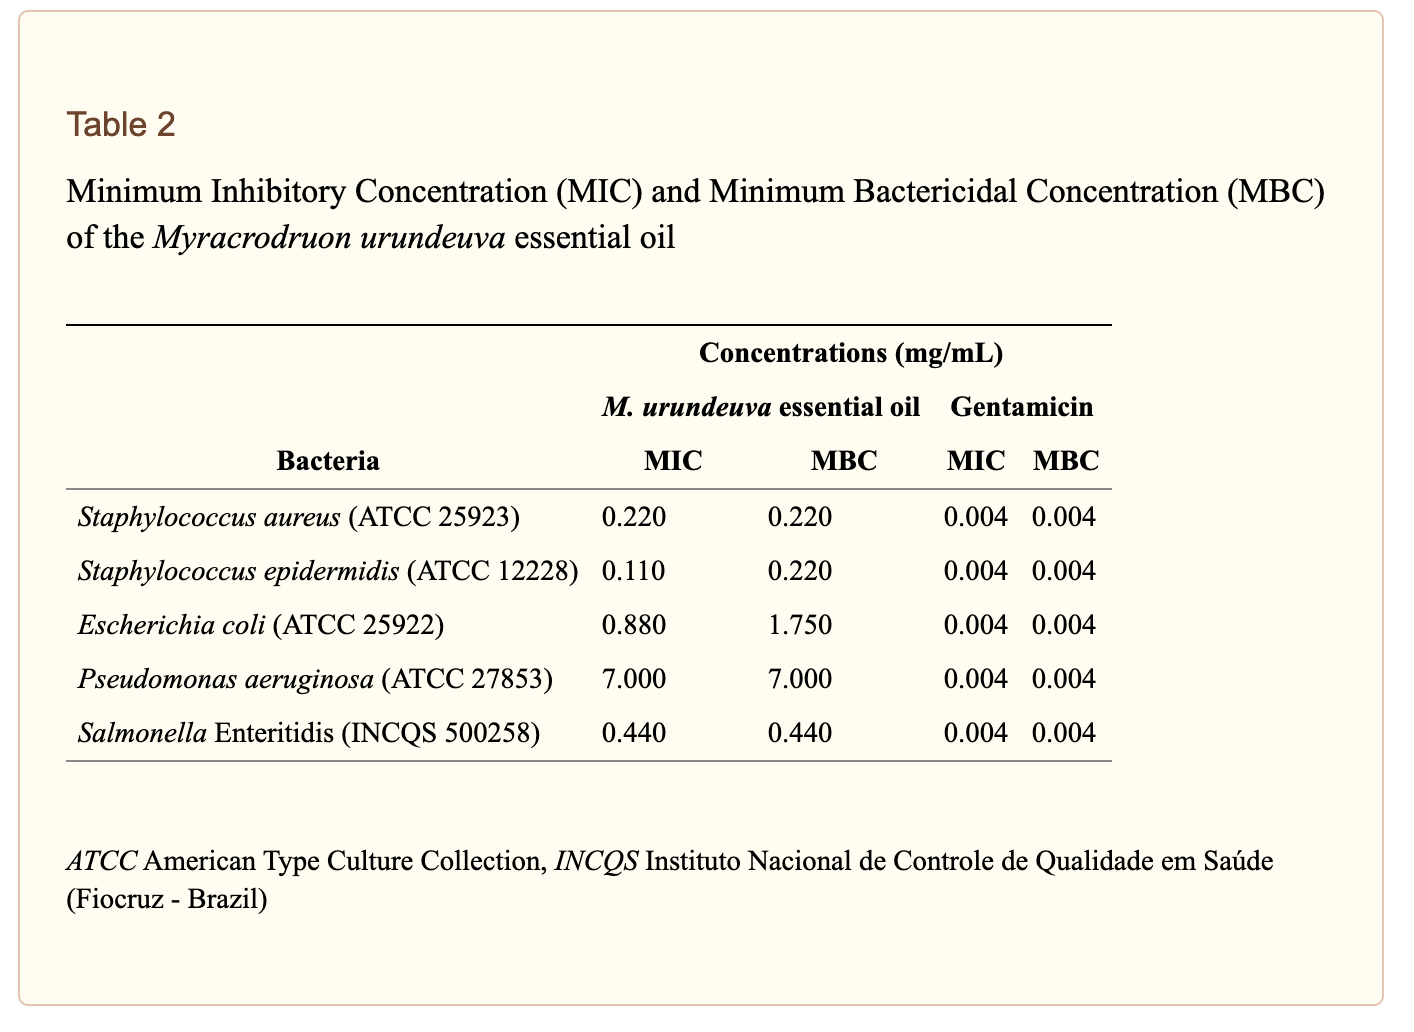 Table 2
Minimum Inhibitory Concentration (MIC) and Minimum Bactericidal Concentration (MBC)
of the Myracrodruon urundeuva essential oil
Concentrations (mg/mL)
M. urundeuva essential oil Gentamicin
Bacteria MIC MBC MIC MBC
Staphylococcus aureus (ATCC 25923) 0.220 0.220 0.004 0.004
Staphylococcus epidermidis (ATCC 12228) 0.110 0.220 0.004 0.004
Escherichia coli (ATCC 25922) 0.880 1.750 0.004 0.004
Pseudomonas aeruginosa (ATCC 27853) 7.000 7.000 0.004 0.004
Salmonella Enteritidis (INCQS 500258) 0.440 0.440 0.004 0.004
ATCC American Type Culture Collection, INCQS Instituto Nacional de Controle de Qualidade em Saúde
(Fiocruz - Brazil)